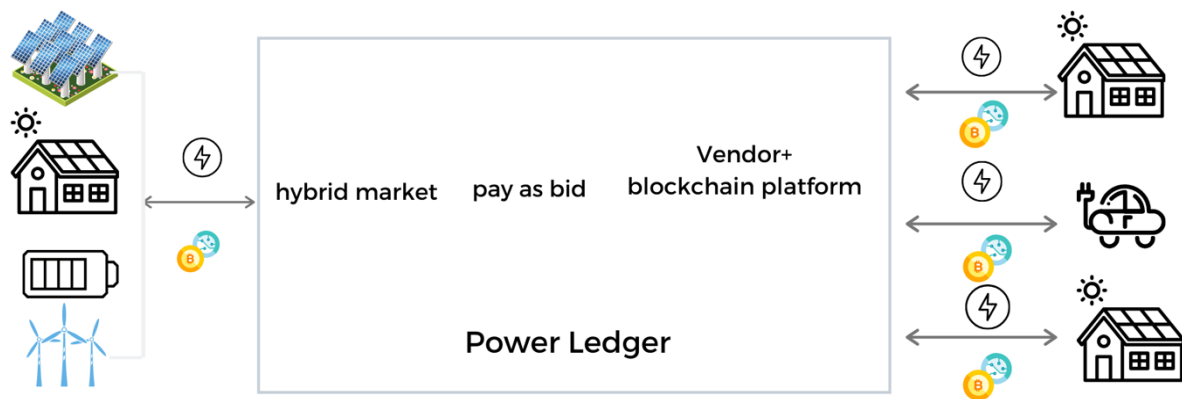 hybrid market
pay as bid
Vendor+
blockchain platform
Power Ledger